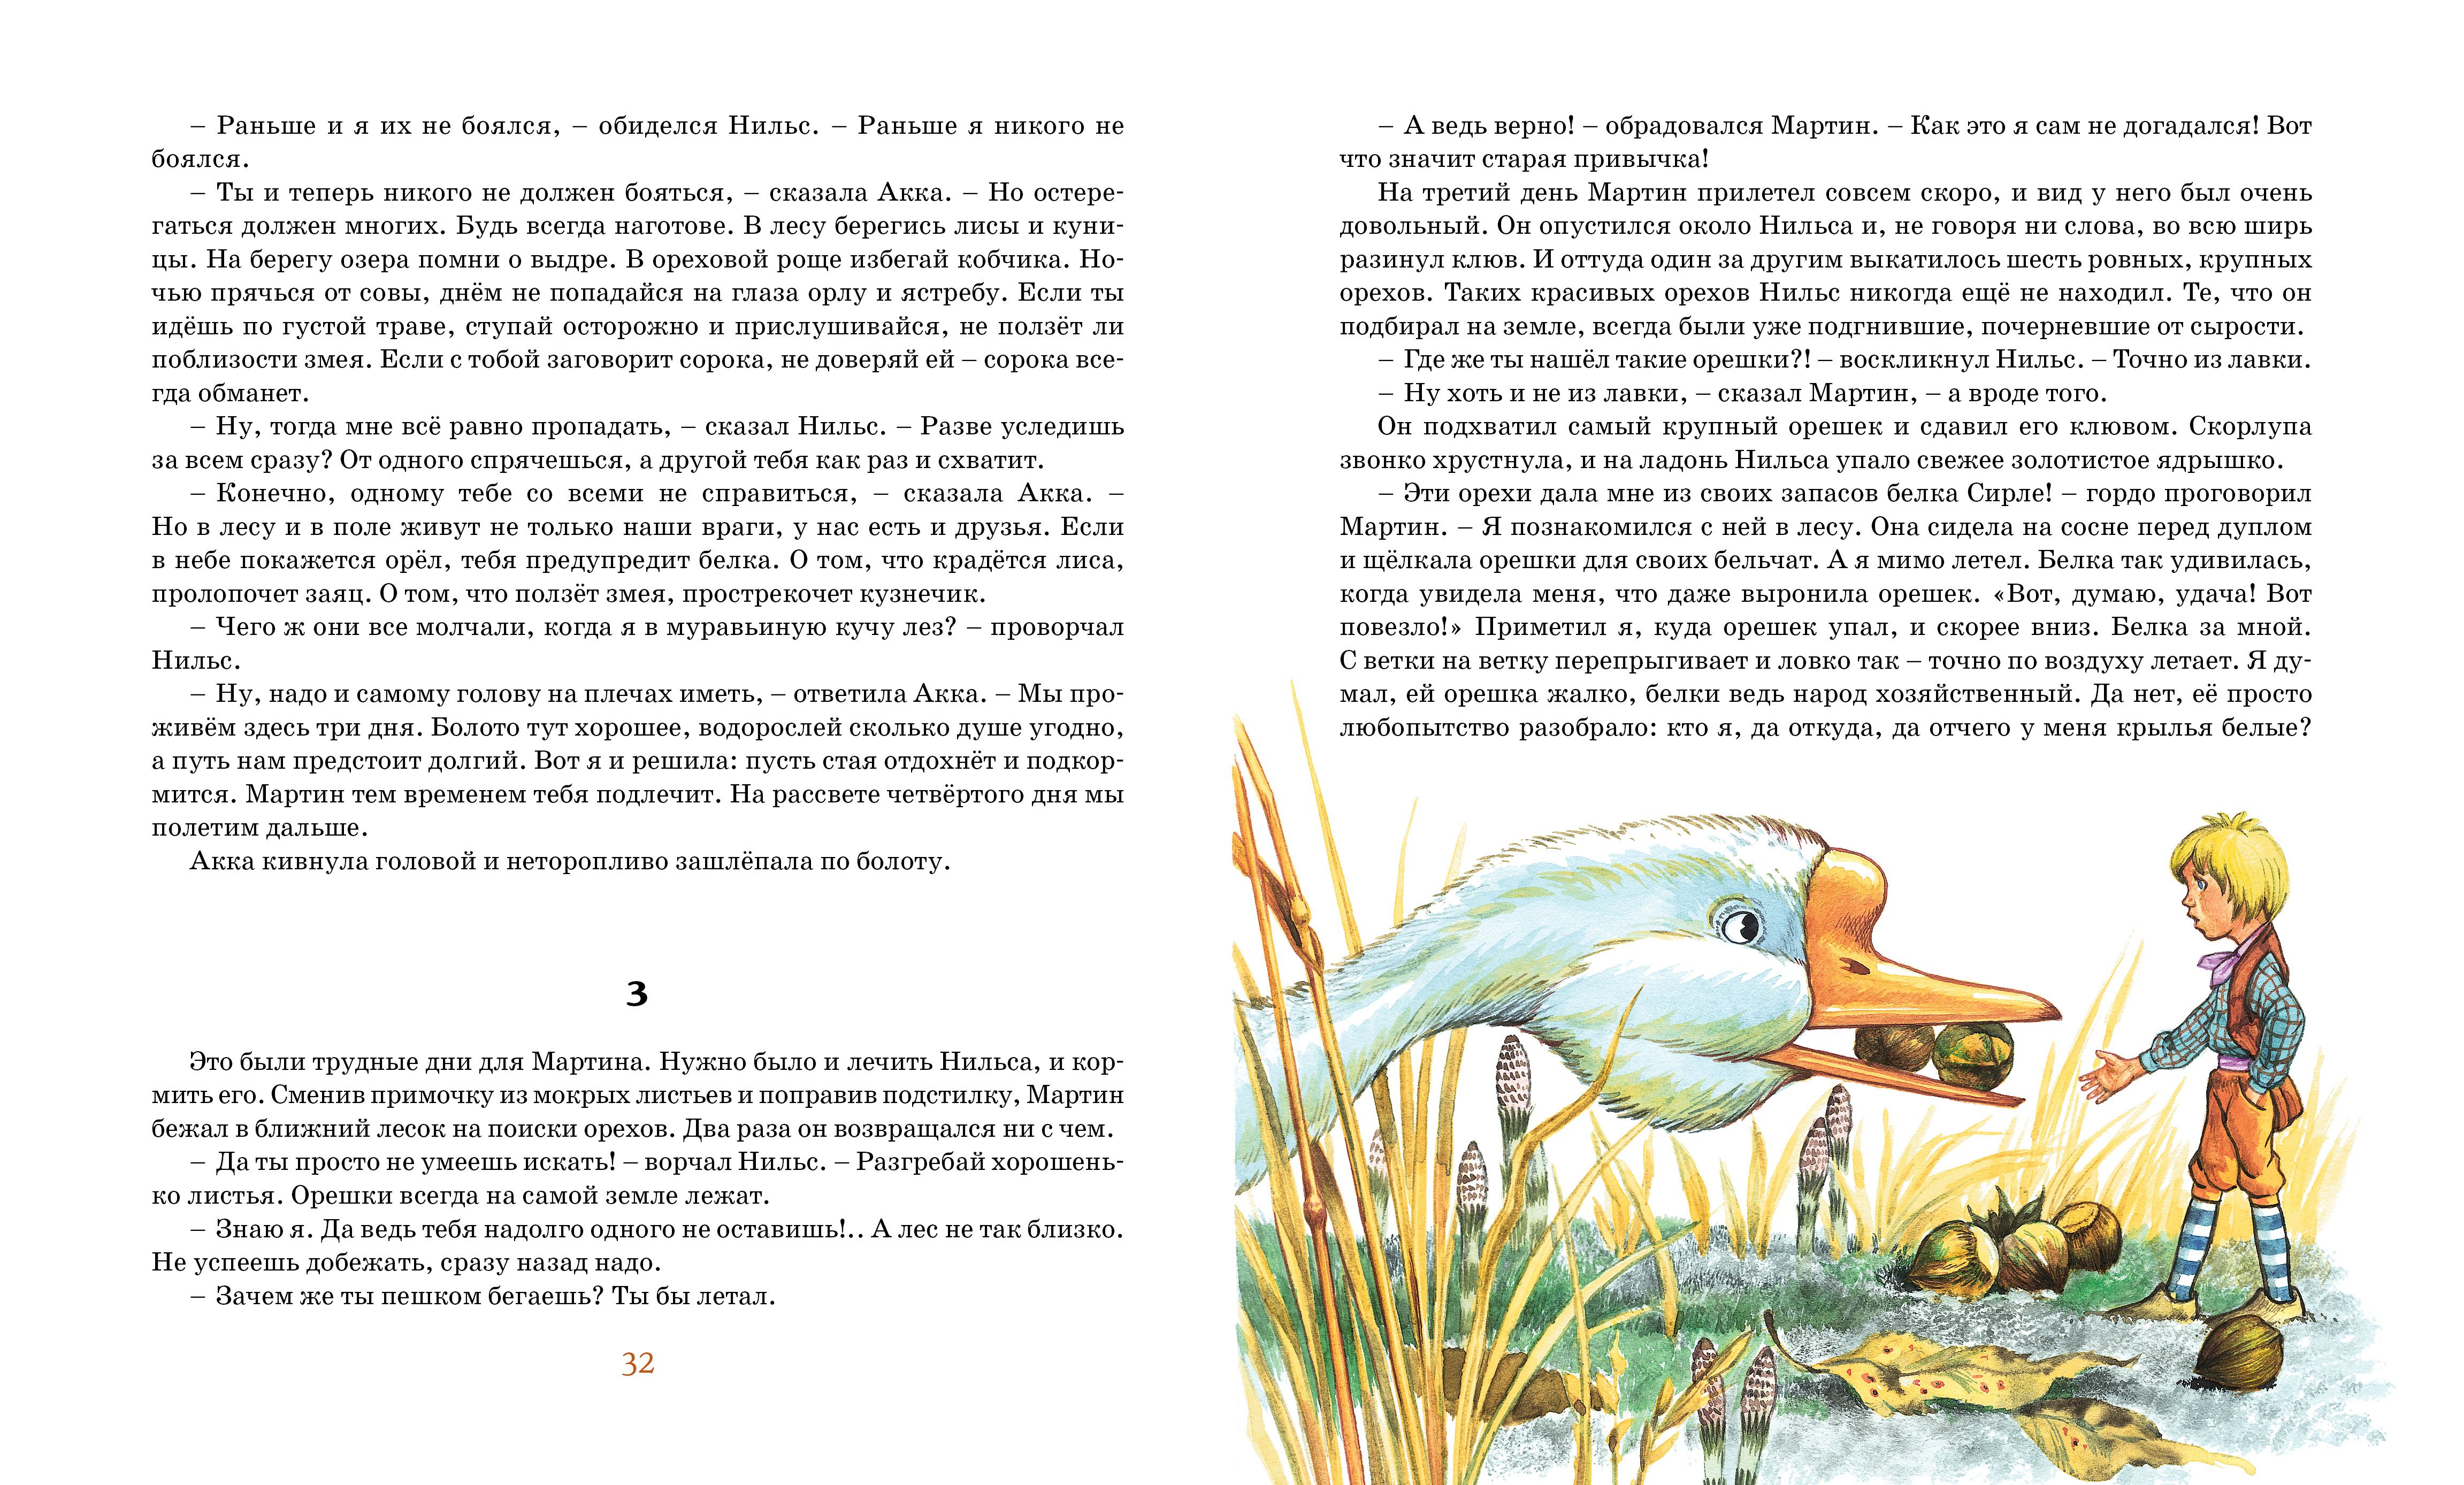 – Раньше и я их не боялся, – обиделся Нильс. – Раньше я никого не
боялся.
– Ты и теперь никого не должен бояться, – сказала Акка. – Но остере-
гаться должен многих. Будь всегда наготове. В лесу берегись лисы и куни-
цы. На берегу озера помни о выдре. В ореховой роще избегай кобчика. Но-
чью прячься от совы, днём не попадайся на глаза орлу и ястребу. Если ты
идёшь по густой траве, ступай осторожно и прислушивайся, не ползёт ли
поблизости змея. Если с тобой заговорит сорока, не доверяй ей – сорока все-
гда обманет.
– Ну, тогда мне всё равно пропадать, – сказал Нильс. – Разве уследишь
за всем сразу? От одного спрячешься, а другой тебя как раз и схватит.
– Конечно, одному тебе со всеми не справиться, – сказала Акка. –
Но в лесу и в поле живут не только наши враги, у нас есть и друзья. Если
в небе покажется орёл, тебя предупредит белка. О том, что крадётся лиса,
пролопочет заяц. О том, что ползёт змея, прострекочет кузнечик.
– Чего ж они все молчали, когда я в муравьиную кучу лез? – проворчал
Нильс.
– Ну, надо и самому голову на плечах иметь, – ответила Акка. – Мы про-
живём здесь три дня. Болото тут хорошее, водорослей сколько душе угодно,
а путь нам предстоит долгий. Вот я и решила: пусть стая отдохнёт и подкор-
мится. Мартин тем временем тебя подлечит. На рассвете четвёртого дня мы
полетим дальше.
Акка кивнула головой и неторопливо зашлёпала по болоту.
3
Это были трудные дни для Мартина. Нужно было и лечить Нильса, и кор-
мить его. Сменив примочку из мокрых листьев и поправив подстилку, Мартин
бежал в ближний лесок на поиски орехов. Два раза он возвращался ни с чем.
– Да ты просто не умеешь искать! – ворчал Нильс. – Разгребай хорошень-
ко листья. Орешки всегда на самой земле лежат.
– Знаю я. Да ведь тебя надолго одного не оставишь!.. А лес не так близко.
Не успеешь добежать, сразу назад надо.
– Зачем же ты пешком бегаешь? Ты бы летал.
32
– А ведь верно! – обрадовался Мартин. – Как это я сам не догадался! Вот
что значит старая привычка!
На третий день Мартин прилетел совсем скоро, и вид у него был очень
довольный. Он опустился около Нильса и, не говоря ни слова, во всю ширь
разинул клюв. И оттуда один за другим выкатилось шесть ровных, крупных
орехов. Таких красивых орехов Нильс никогда ещё не находил. Те, что он
подбирал на земле, всегда были уже подгнившие, почерневшие от сырости.
– Где же ты нашёл такие орешки?! – воскликнул Нильс. – Точно из лавки.
– Ну хоть и не из лавки, – сказал Мартин, – а вроде того.
Он подхватил самый крупный орешек и сдавил его клювом. Скорлупа
звонко хрустнула, и на ладонь Нильса упало свежее золотистое ядрышко.
– Эти орехи дала мне из своих запасов белка Сирле! – гордо проговорил
Мартин. – Я познакомился с ней в лесу. Она сидела на сосне перед дуплом
и щёлкала орешки для своих бельчат. А я мимо летел. Белка так удивилась,
когда увидела меня, что даже выронила орешек. «Вот, думаю, удача! Вот
повезло!» Приметил я, куда орешек упал, и скорее вниз. Белка за мной.
С ветки на ветку перепрыгивает и ловко так – точно по воздуху летает. Я ду-
мал, ей орешка жалко, белки ведь народ хозяйственный. Да нет, её просто
любопытство разобрало: кто я, да откуда, да отчего у меня крылья белые?